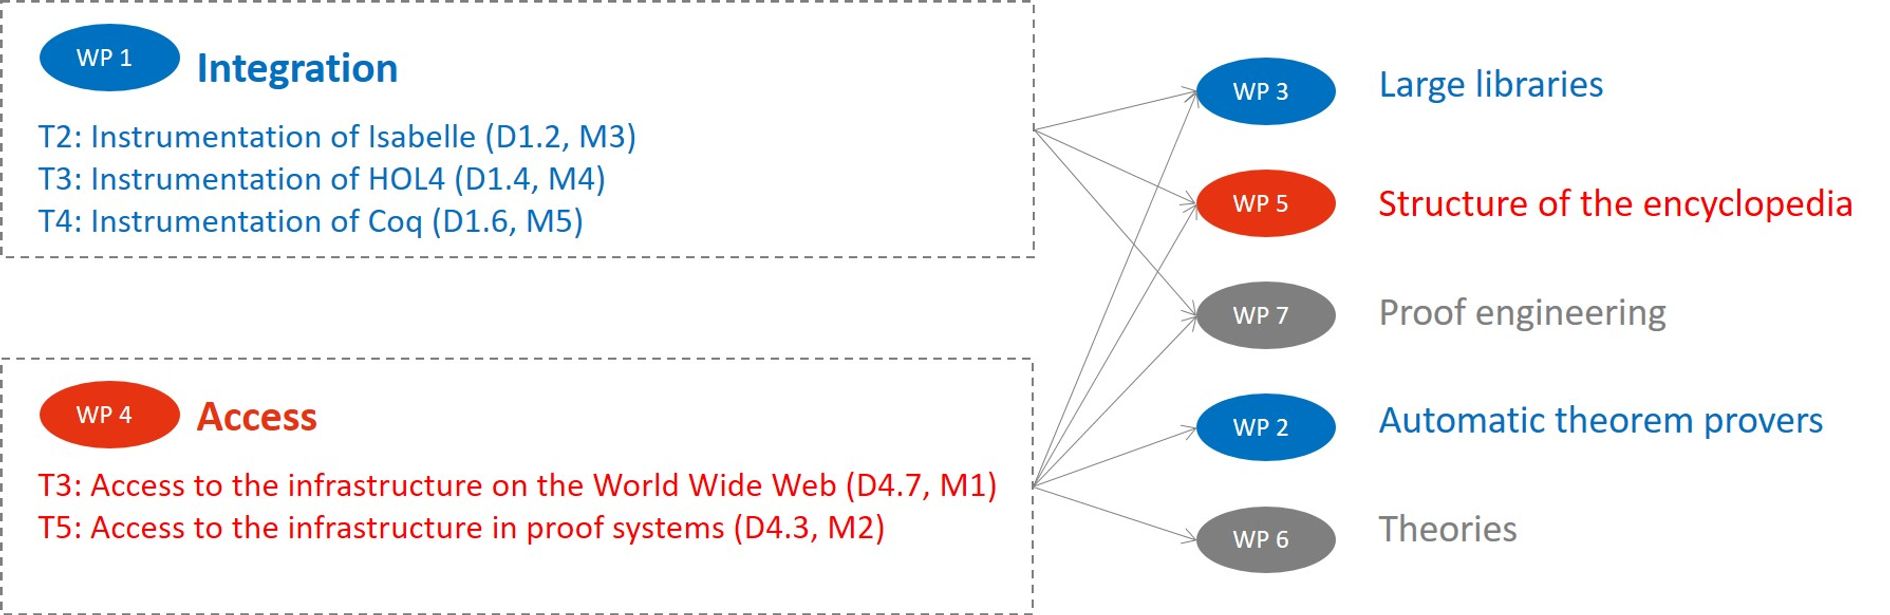 WP 1 Integration
T2: Instrumentation of Isabelle (D1.2, M3)
T3: Instrumentation of HOL4 (D1.4, M4)
T4: Instrumentation of Coq (D1.6, M5)
WP 4 Access
T3: Access to the infrastructure on the World Wide Web (D4.7, M1)
T5: Access to the infrastructure in proof systems (D4.3, M2)
WP 3 Large libraries
WP 5 Structure of the encyclopedia
WP 7 Proof engineering
WP 2 Automatic theorem provers
WP 6 Theories